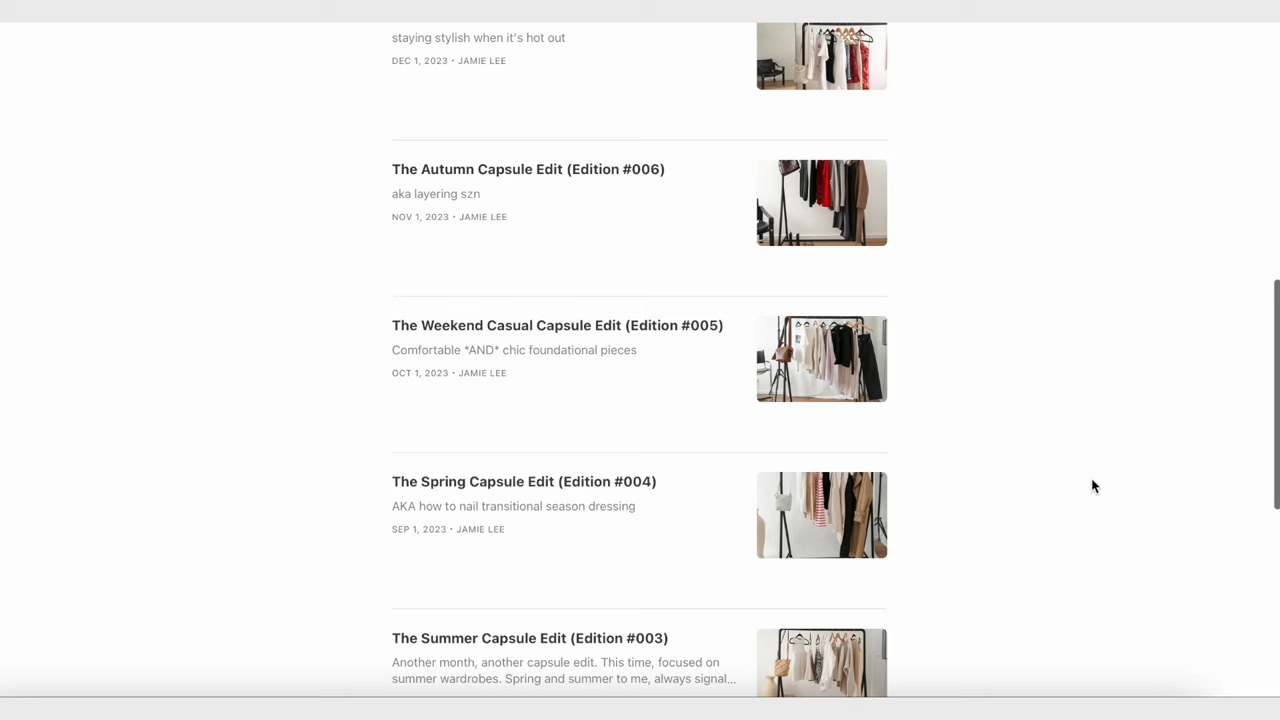 staying stylish when it's hot out
DEC 1, 2023 • JAMIE LEE
The Autumn Capsule Edit (Edition #006)
aka layering szn
NOV 1, 2023 • JAMIE LEE
The Weekend Casual Capsule Edit (Edition #005)
Comfortable *AND* chic foundational pieces
OCT 1, 2023 • JAMIE LEE
The Spring Capsule Edit (Edition #004)
AKA how to nail transitional season dressing
SEP 1, 2023 • JAMIE LEE
The Summer Capsule Edit (Edition #003)
Another month, another capsule edit. This time, focused on
summer wardrobes. Spring and summer to me, always signal...